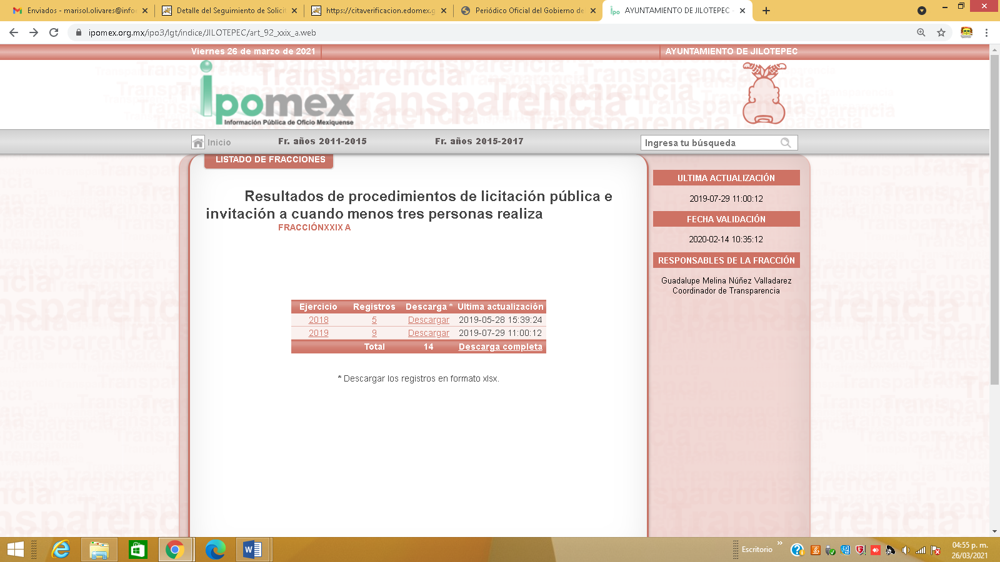 Enviados - marisol.olivares@info
Detalle del Seguimiento de Solicit
https://citaverificacion.edomex.g
Periódico Oficial del Gobierno de
AYUNTAMIENTO DE JILOTEPEC -
ipomex.org.mx/ipo3/lgt/indice/JILOTEPEC/art_92_xxix_a.web
Viernes 26 de marzo de 2021
AYUNTAMIENTO DE JILOTEPEC
ipomex
Información Pública de Oficio Mexiquense
Inicio
Fr. años 2011-2015
Fr. años 2015-2017
Ingresa tu búsqueda
LISTADO DE FRACCIONES
Resultados de procedimientos de licitación pública e
invitación a cuando menos tres personas realiza
FRACCIÓNXXIX A
Ejercicio Registros Descarga * Ultima actualización
2018 5 Descargar 2019-05-28 15:39:24
2019 9 Descargar 2019-07-29 11:00:12
Total 14 Descarga completa
* Descargar los registros en formato xlsx.
ULTIMA ACTUALIZACIÓN
2019-07-29 11:00:12
FECHA VALIDACIÓN
2020-02-14 10:35:12
RESPONSABLES DE LA FRACCIÓN
Guadalupe Melina Núñez Valladarez
Coordinador de Transparencia
Escritorio
04:55 p. m.
26/03/2021